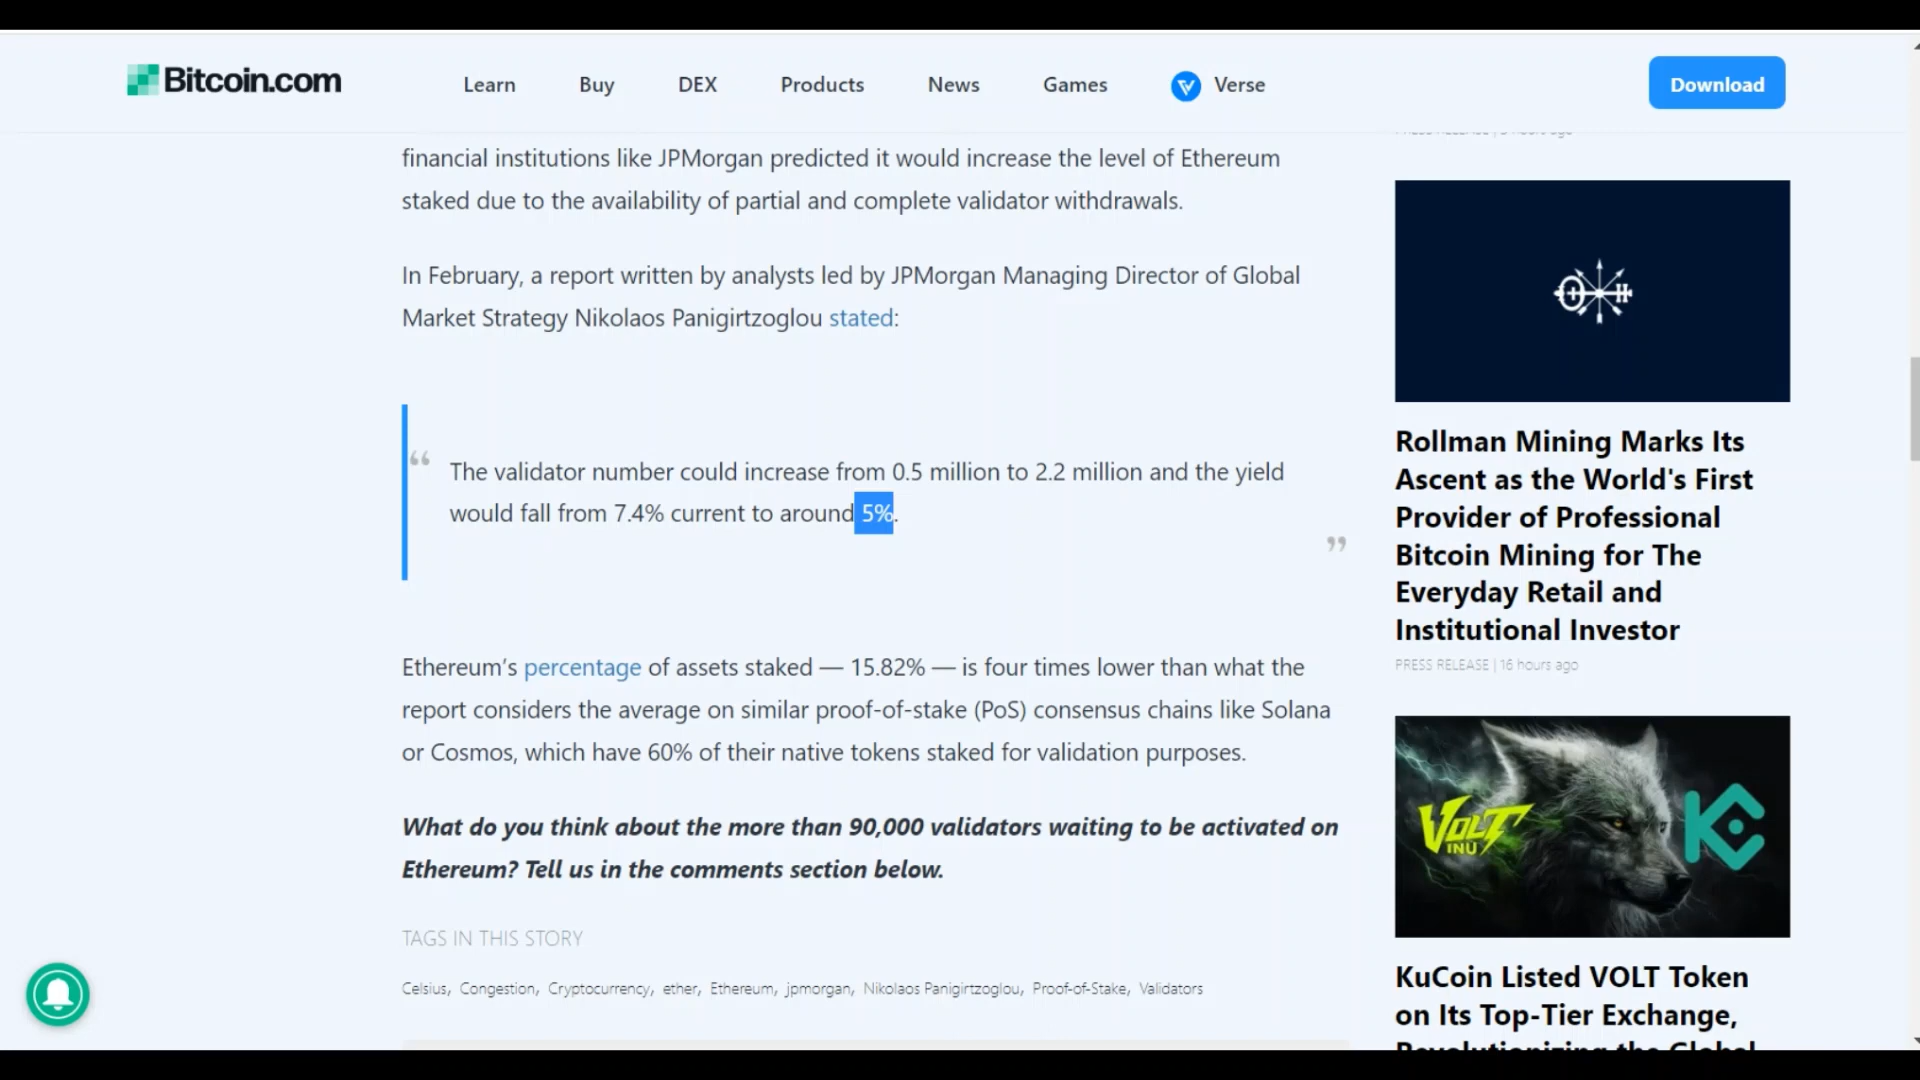 Bitcoin.com
Learn
Buy
DEX
Products
News
Games
Verse
Download
financial institutions like JPMorgan predicted it would increase the level of Ethereum
staked due to the availability of partial and complete validator withdrawals.
In February, a report written by analysts led by JPMorgan Managing Director of Global
Market Strategy Nikolaos Panigirtzoglou stated:
“
The validator number could increase from 0.5 million to 2.2 million and the yield
would fall from 7.4% current to around 5%.
”
Ethereum’s percentage of assets staked — 15.82% — is four times lower than what the
report considers the average on similar proof-of-stake (PoS) consensus chains like Solana
or Cosmos, which have 60% of their native tokens staked for validation purposes.
What do you think about the more than 90,000 validators waiting to be activated on
Ethereum? Tell us in the comments section below.
TAGS IN THIS STORY
Celsius, Congestion, Cryptocurrency, ether, Ethereum, jpmorgan, Nikolaos Panigirtzoglou, Proof-of-Stake, Validators
Rollman Mining Marks Its
Ascent as the World's First
Provider of Professional
Bitcoin Mining for The
Everyday Retail and
Institutional Investor
PRESS RELEASE | 16 hours ago
VOLT
INU
KuCoin Listed VOLT Token
on Its Top-Tier Exchange,
Revolutionizing the Global